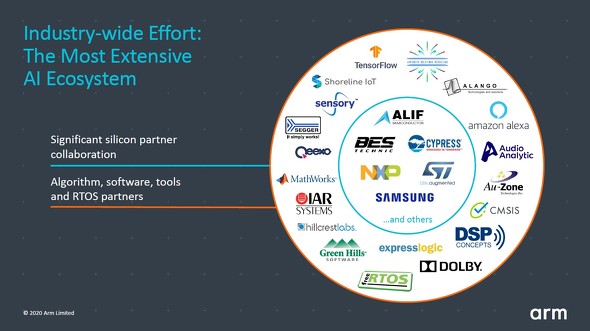 Industry-wide Effort:
The Most Extensive
AI Ecosystem
Significant silicon partner
collaboration
Algorithm, software, tools
and RTOS partners
TensorFlow
Shoreline IoT
ALANGO
sensory
amazon alexa
SEGGER
It simply works!
Qeexo
Audio
Analytic
MathWorks
Au-Zone
IAR
SYSTEMS
CMSIS
hillcrestlabs.
DSP
CONCEPTS
Green Hills
SOFTWARE
expresslogic
DOLBY.
freeRTOS
ALIF
SEMICONDUCTOR
BES
TECHNIC
CYPRESS
NXP
ST
life.augmented
SAMSUNG
...and others
© 2020 Arm Limited
arm